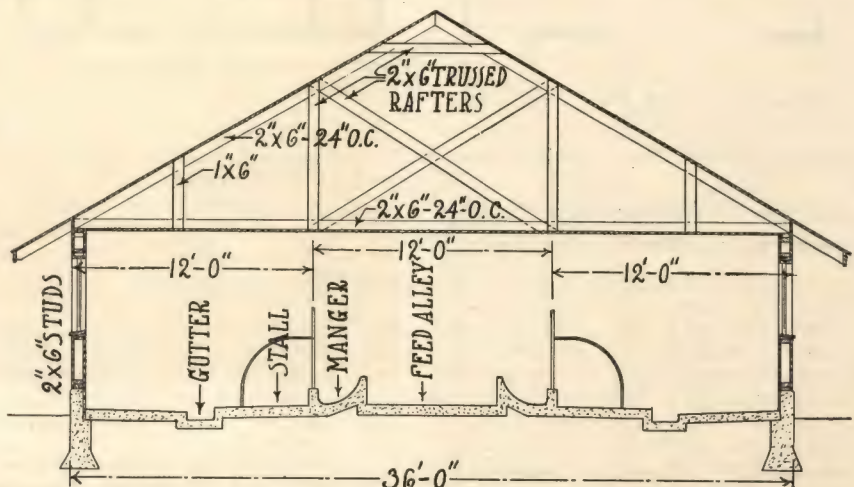 2"x6" TRUSSED
RAFTERS
2"x6"-24"O.C.
1"x6"
2"x6"-24"-O.C.
12'-0"
12'-0"
12'-0"
2"x6" STUDS
GUTTER
STALL
MANGER
FEED ALLEY
36'-0"